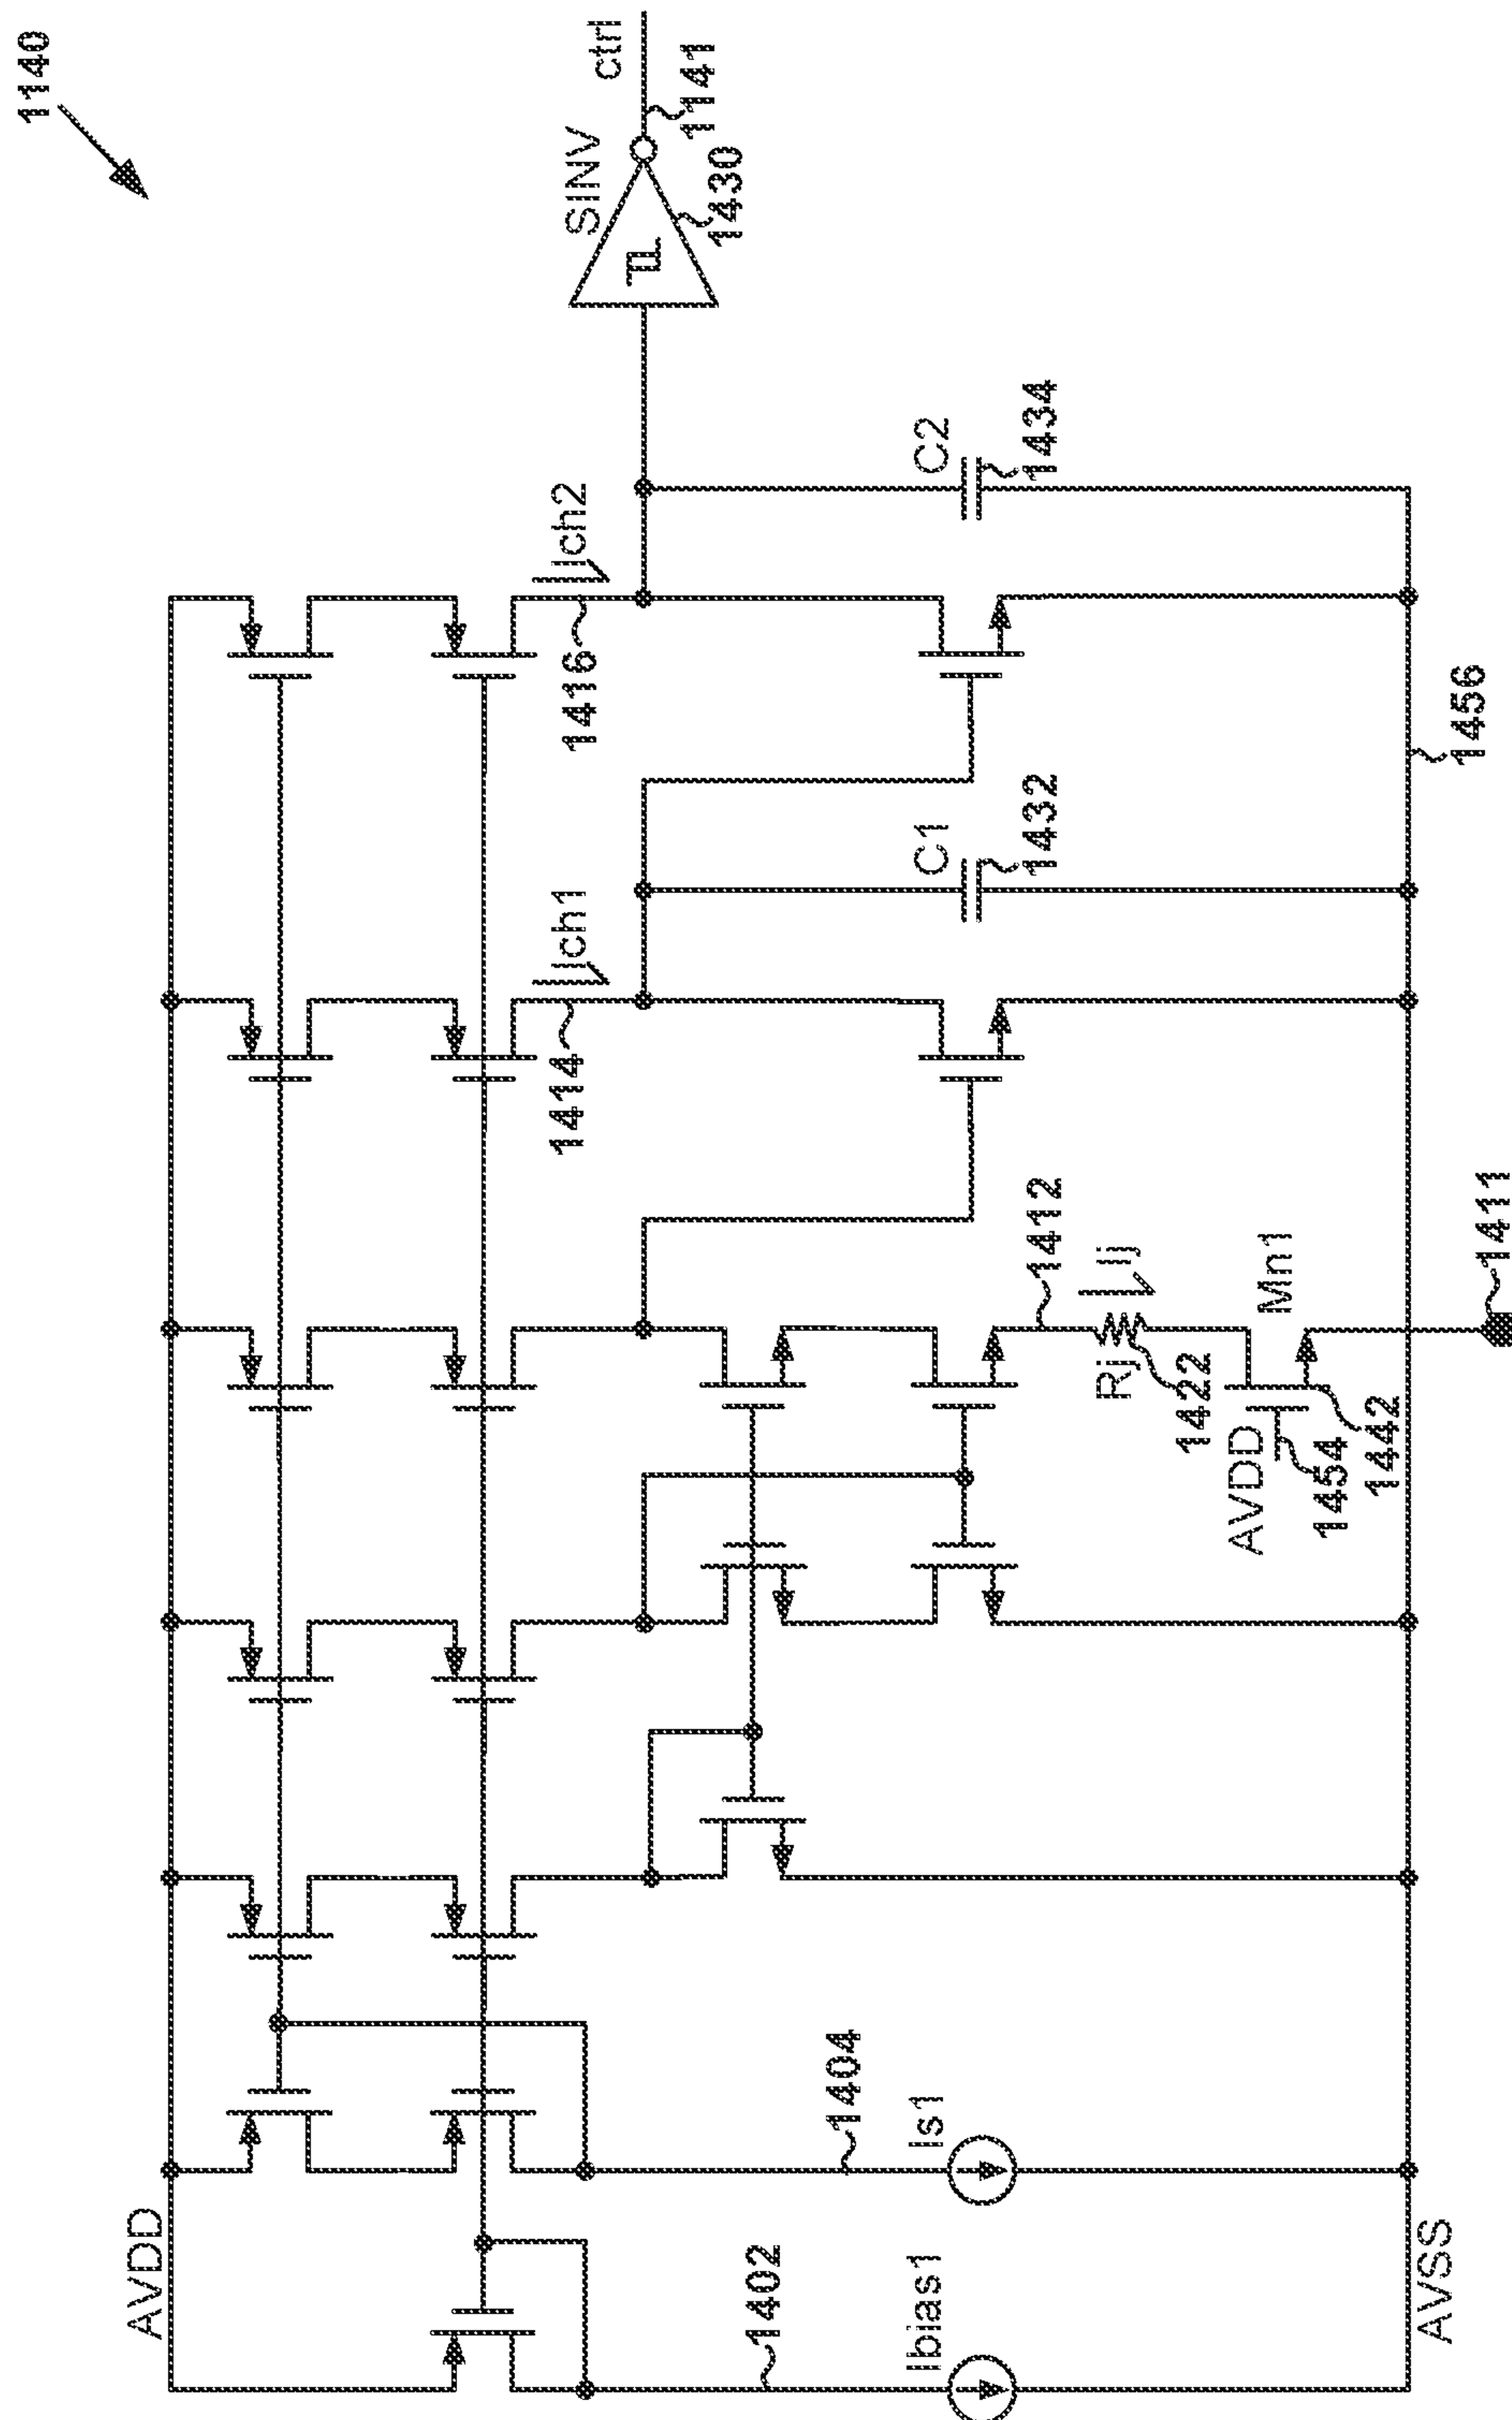 1140
AVDD
ctrl
1141
SINV
1430
Ich2
1416
C2
1434
Ich1
1414
C1
1432
1456
1412
Ij
Rj
1422
Mn1
AVDD
1454
1442
1411
Is1
1404
Ibias1
1402
AVSS